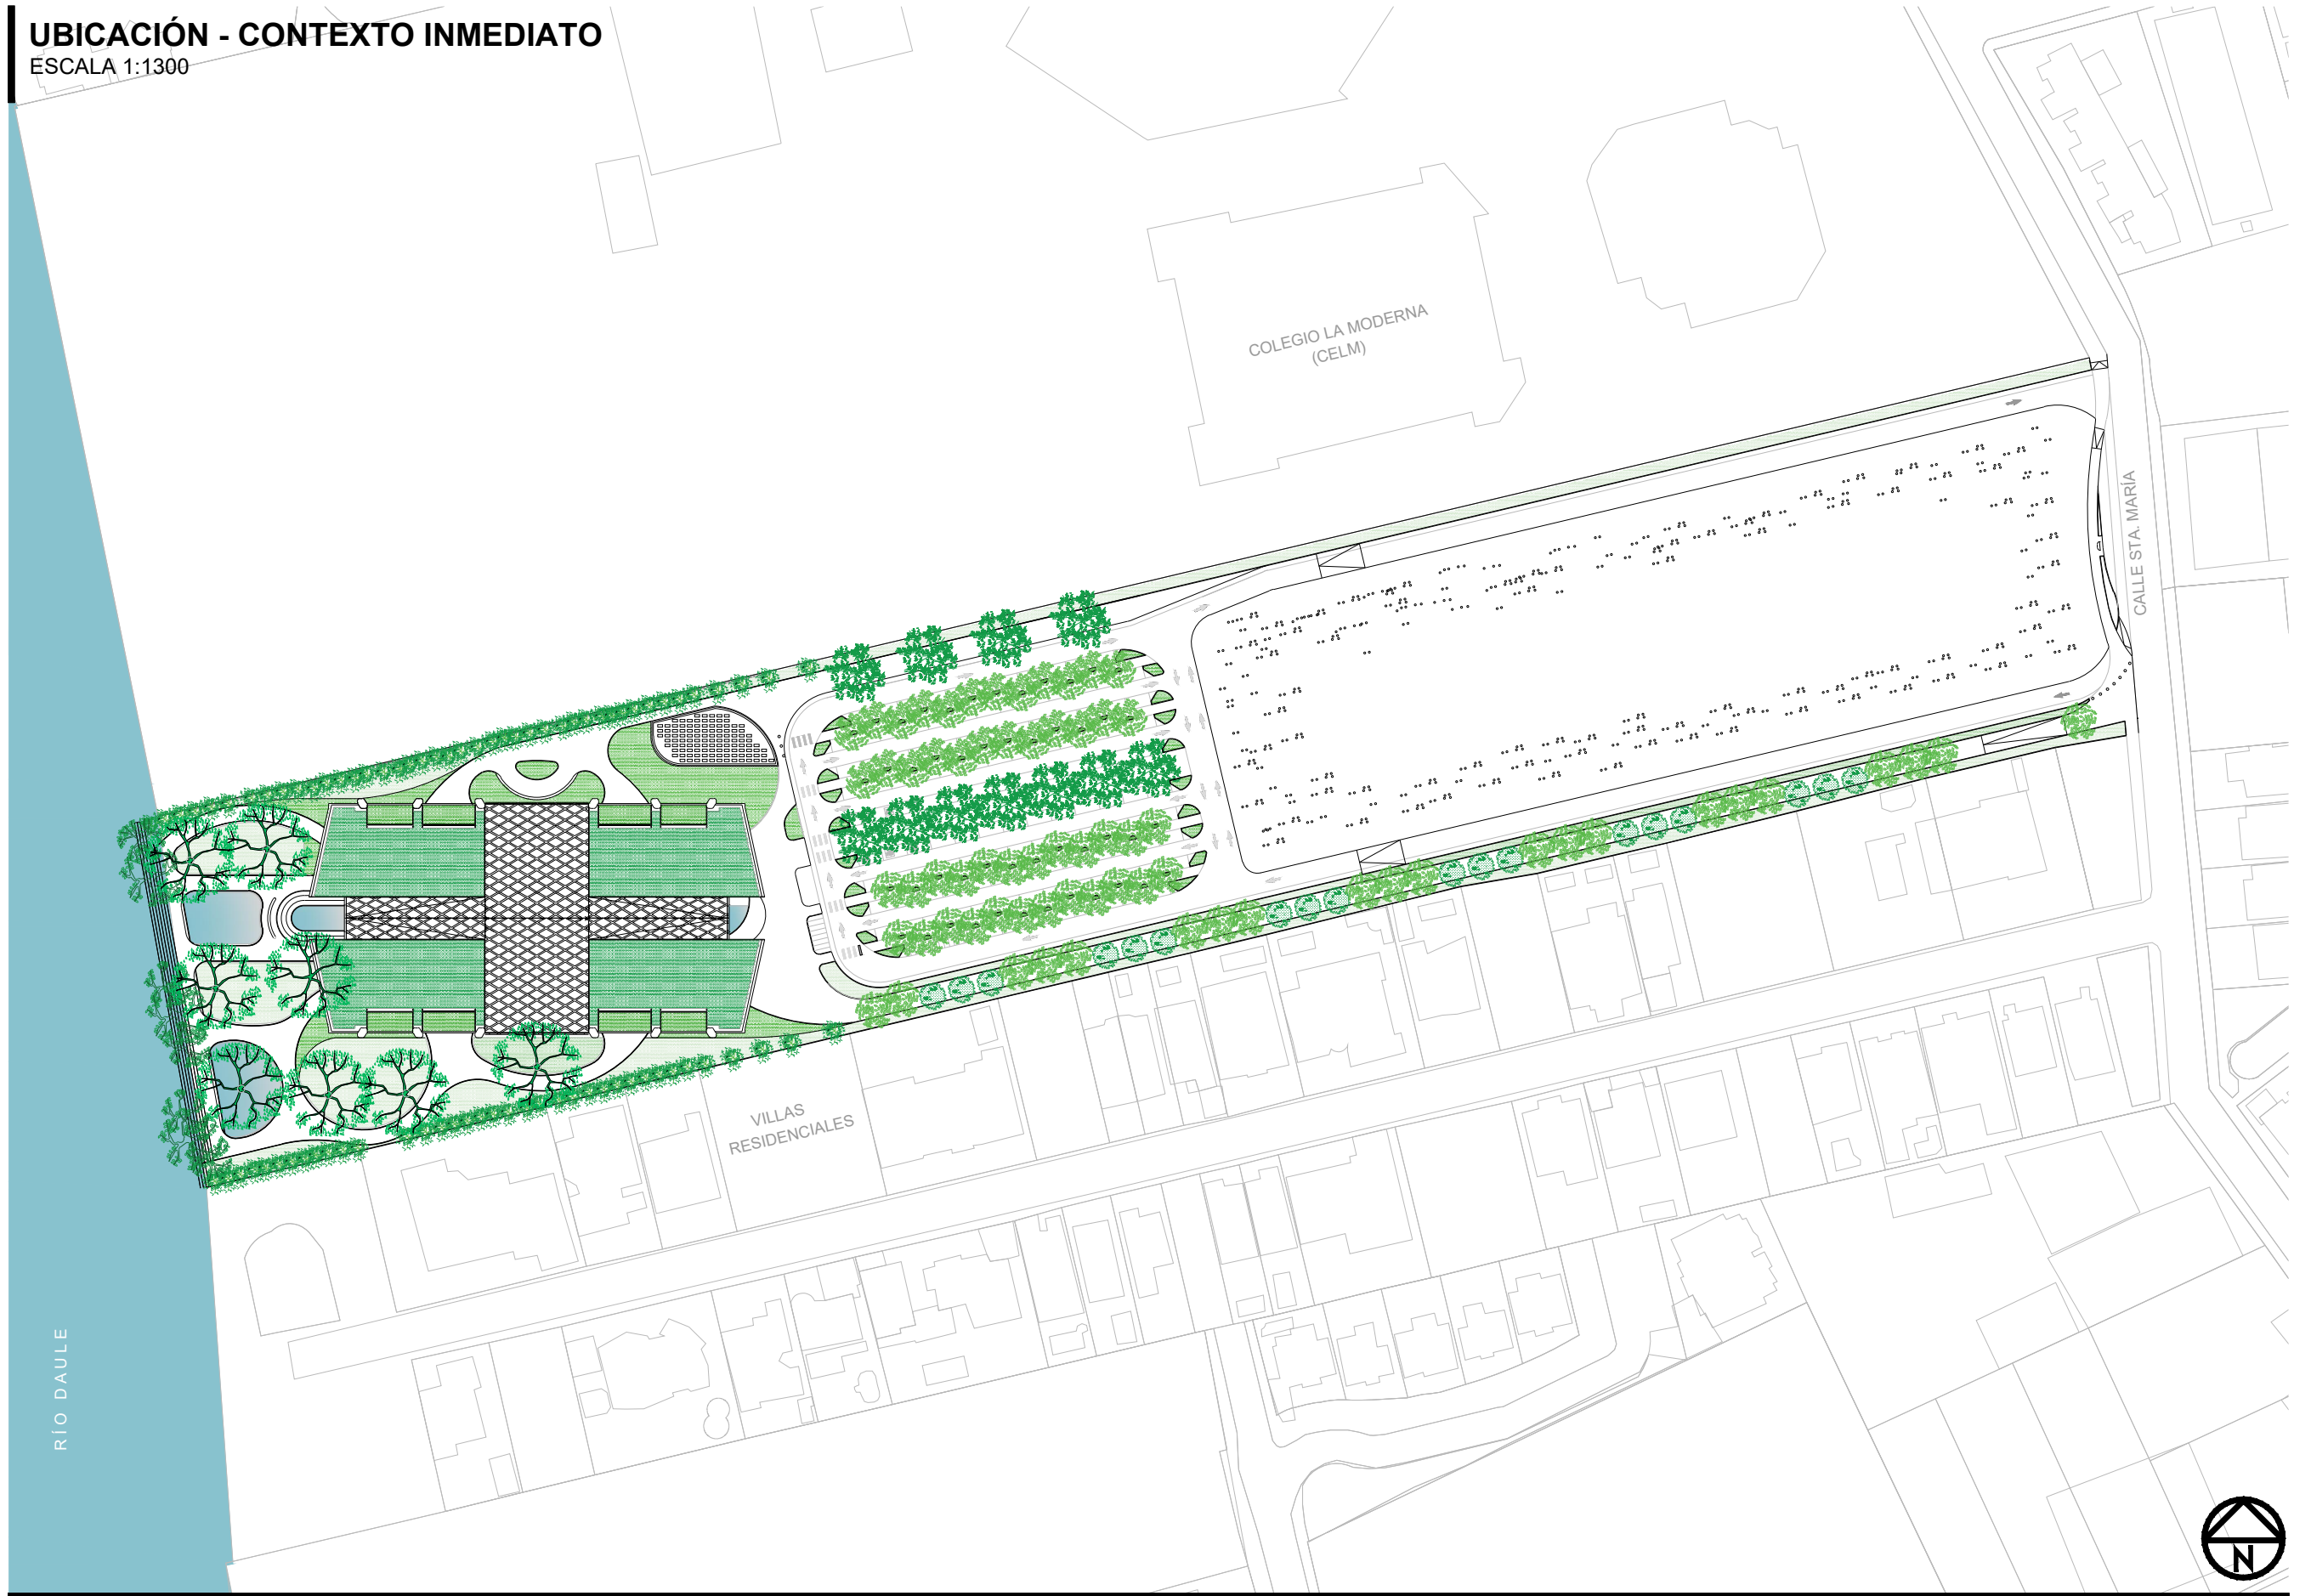 UBICACIÓN - CONTEXTO INMEDIATO
ESCALA 1:1300
COLEGIO LA MODERNA
(CELM)
CALLE STA. MARÍA
VILLAS
RESIDENCIALES
RÍO DAULE
N